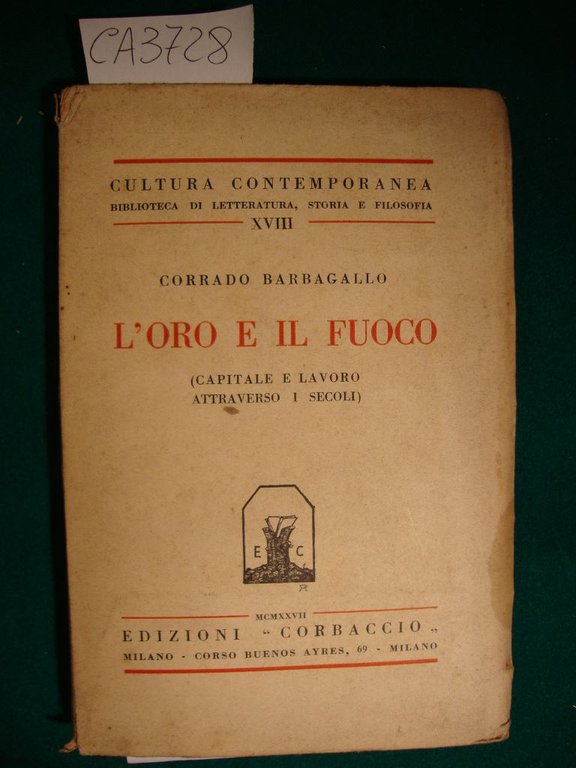 CA3728
CULTURA CONTEMPORANEA
BIBLIOTECA DI LETTERATURA, STORIA E FILOSOFIA
XVIII
CORRADO BARBAGALLO
L'ORO E IL FUOCO
(CAPITALE E LAVORO
ATTRAVERSO I SECOLI)
E C
MCMXXVII
EDIZIONI “ CORBACCIO „
MILANO - CORSO BUENOS AYRES, 69 - MILANO